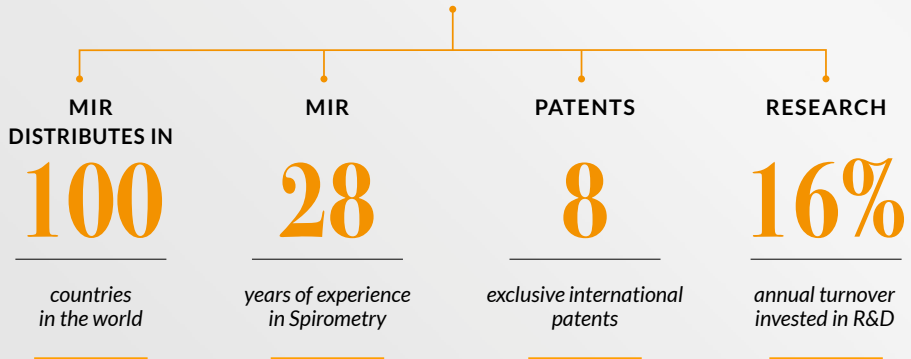 MIR
DISTRIBUTES IN
100
countries
in the world
MIR
28
years of experience
in Spirometry
PATENTS
8
exclusive international
patents
RESEARCH
16%
annual turnover
invested in R&D